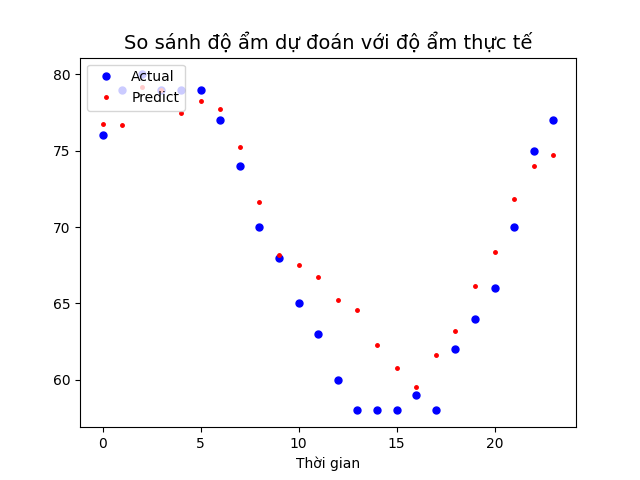 So sánh độ ẩm dự đoán với độ ẩm thực tế
80
75
70
65
60
Actual
Predict
0 5 10 15 20
Thời gian